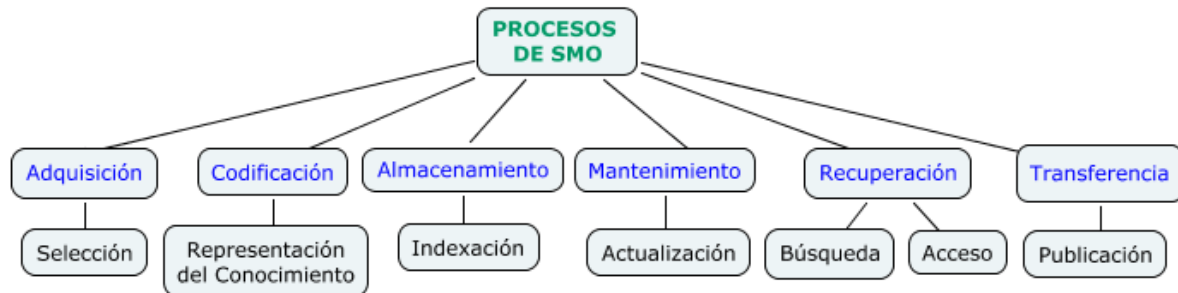 PROCESOS
DE SMO
Adquisición
Codificación
Almacenamiento
Mantenimiento
Recuperación
Transferencia
Selección
Representación
del Conocimiento
Indexación
Actualización
Búsqueda
Acceso
Publicación